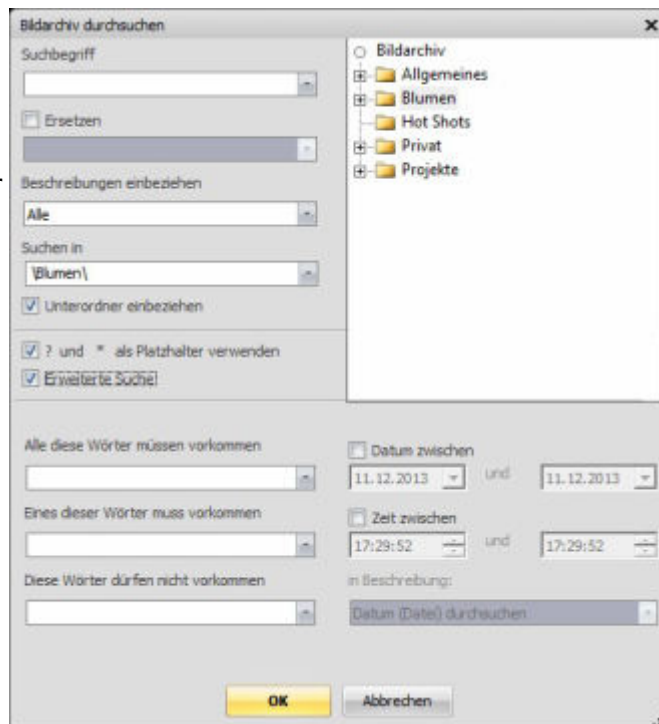 Bildarchiv durchsuchen
Suchbegriff
Ersetzen
Beschreibungen einbeziehen
Alle
Suchen in
\Blumen\
Unterordner einbeziehen
? und * als Platzhalter verwenden
Erweiterte Suche!
Bildarchiv
Allgemeines
Blumen
Hot Shots
Privat
Projekte
Alle diese Wörter müssen vorkommen
Eines dieser Wörter muss vorkommen
Diese Wörter dürfen nicht vorkommen
Datum zwischen
11.12.2013 und 11.12.2013
Zeit zwischen
17:29:52 und 17:29:52
in Beschreibung:
Datum (Datei) durchsuchen
OK Abbrechen